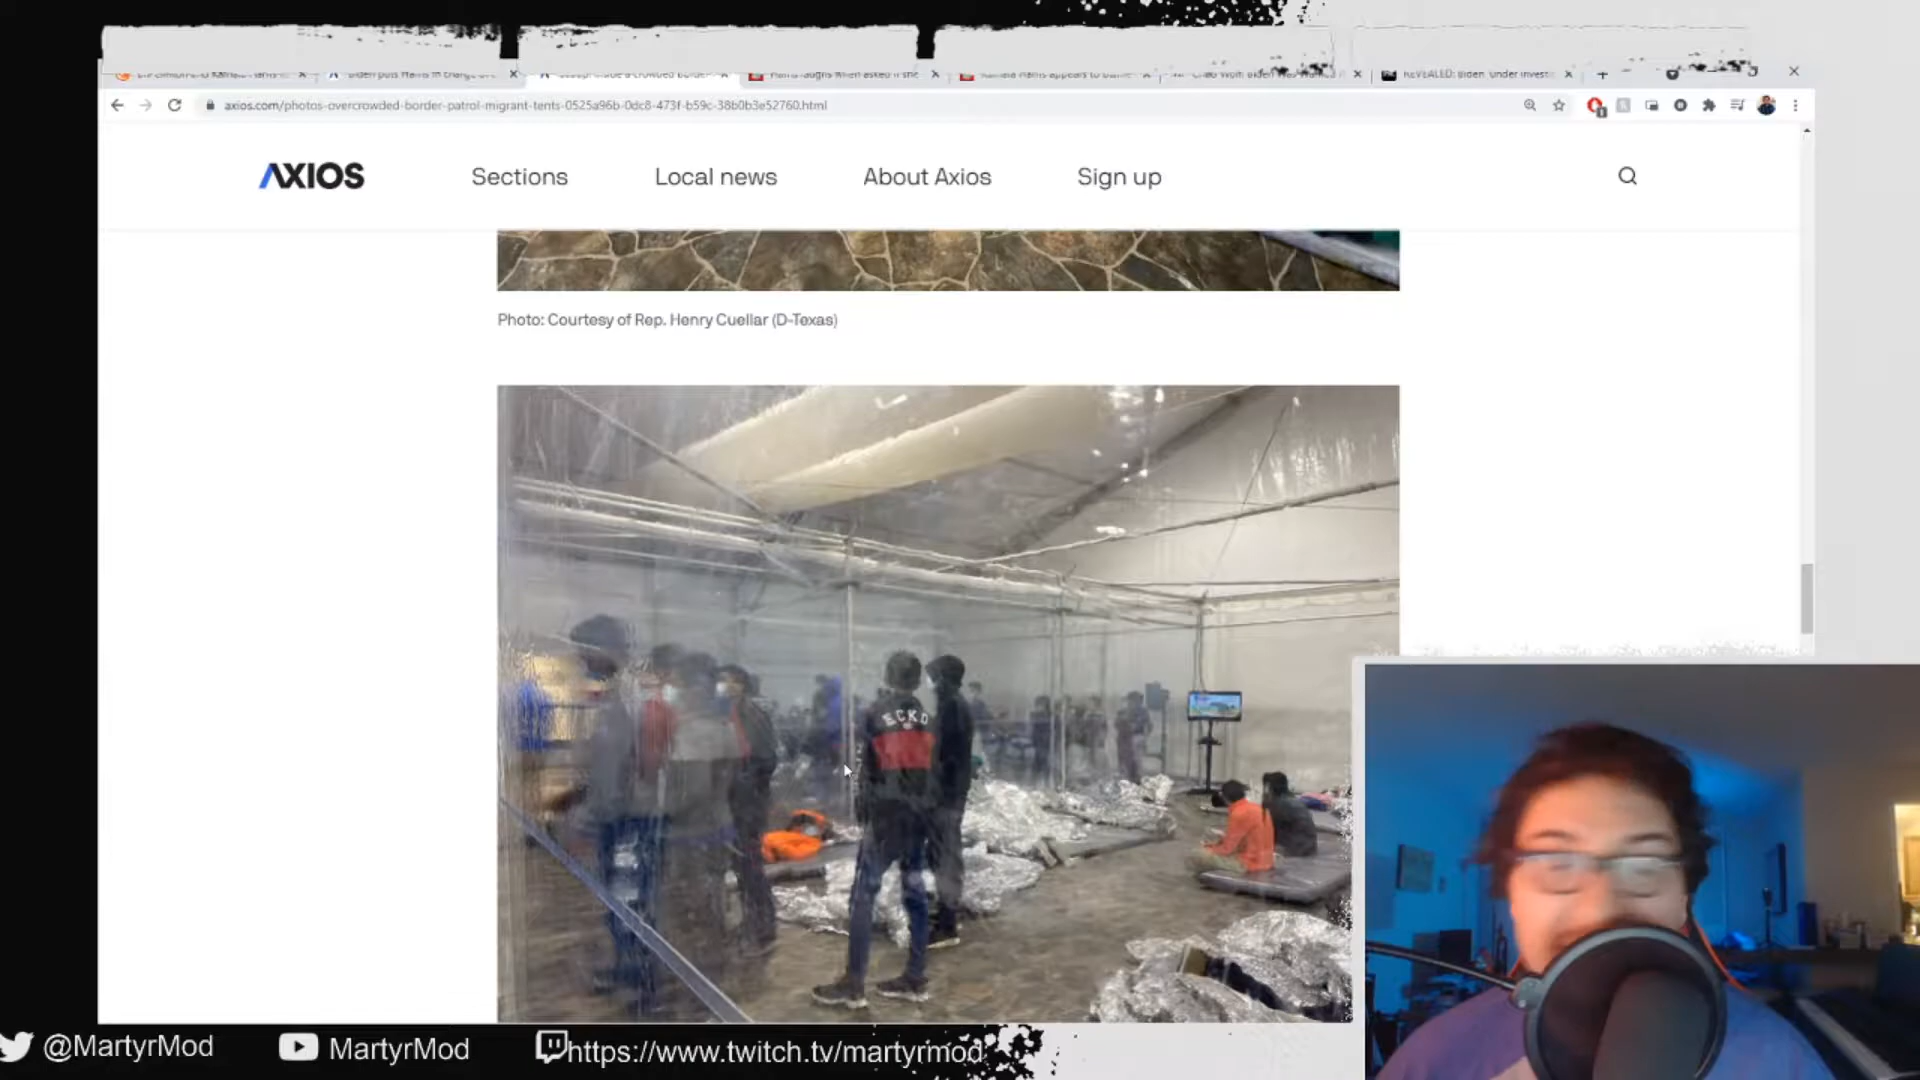 axios.com/photos-overcrowded-border-patrol-migrant-tents-0525a96b-0dc8-473f-b59c-38b0b3e52760.html
AXIOS
Sections
Local news
About Axios
Sign up
Photo: Courtesy of Rep. Henry Cuellar (D-Texas)
ECKO
@MartyrMod
MartyrMod
https://www.twitch.tv/martyrmod